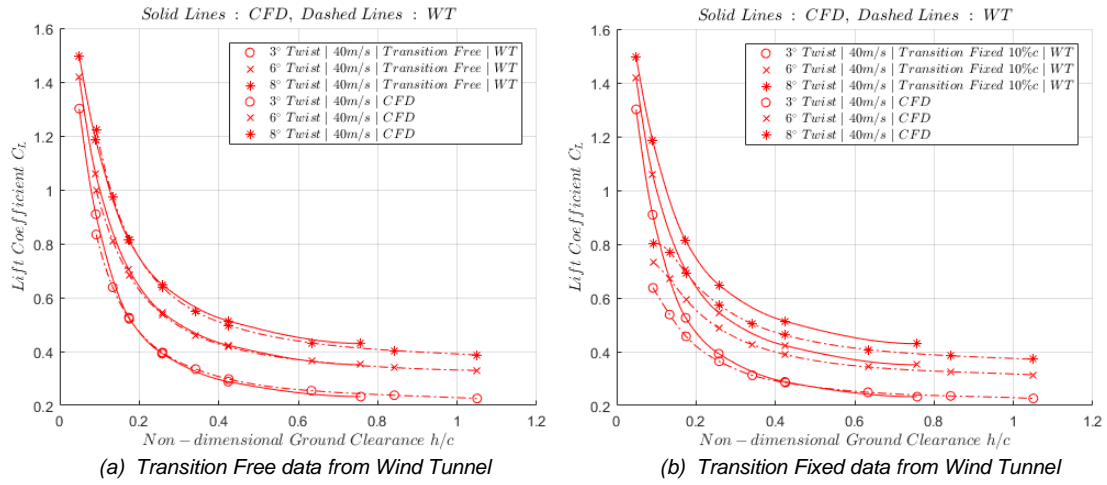 Solid Lines : CFD, Dashed Lines : WT
1.6
1.4
1.2
1
0.8
0.6
0.4
0.2
Lift Coefficient C_L
3° Twist | 40m/s | Transition Free | WT
6° Twist | 40m/s | Transition Free | WT
8° Twist | 40m/s | Transition Free | WT
3° Twist | 40m/s | CFD
6° Twist | 40m/s | CFD
8° Twist | 40m/s | CFD
0 0.2 0.4 0.6 0.8 1 1.2
Non-dimensional Ground Clearance h/c
(a) Transition Free data from Wind Tunnel
Solid Lines : CFD, Dashed Lines : WT
1.6
1.4
1.2
1
0.8
0.6
0.4
0.2
Lift Coefficient C_L
3° Twist | 40m/s | Transition Fixed 10%c | WT
6° Twist | 40m/s | Transition Fixed 10%c | WT
8° Twist | 40m/s | Transition Fixed 10%c | WT
3° Twist | 40m/s | CFD
6° Twist | 40m/s | CFD
8° Twist | 40m/s | CFD
0 0.2 0.4 0.6 0.8 1 1.2
Non-dimensional Ground Clearance h/c
(b) Transition Fixed data from Wind Tunnel